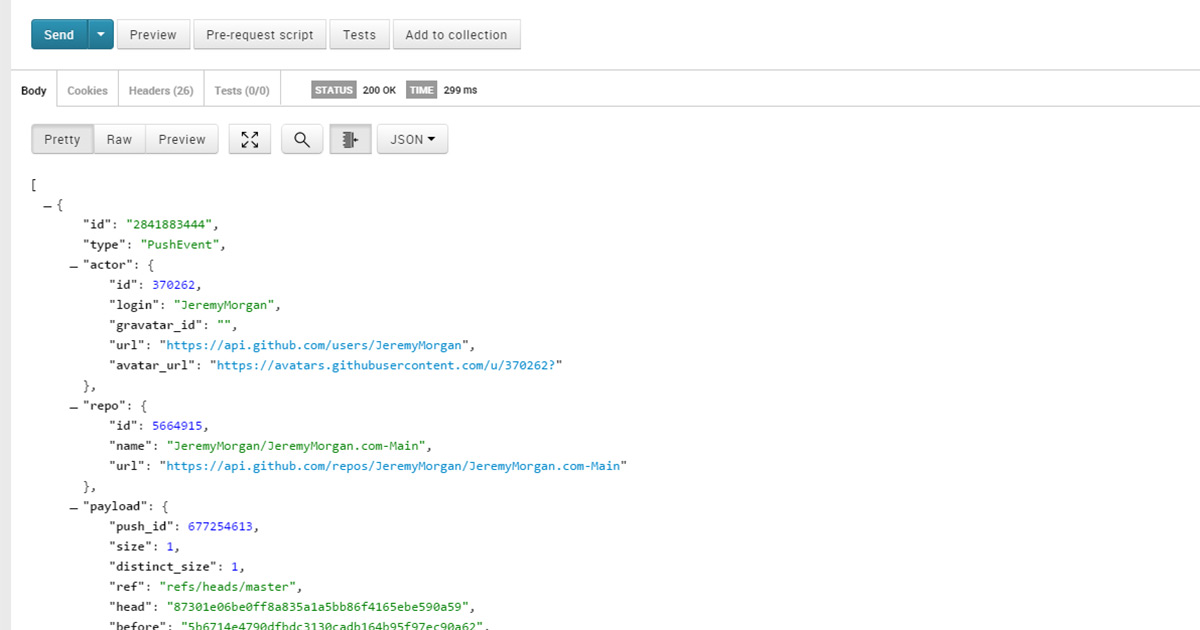 Send Preview Pre-request script Tests Add to collection
Body Cookies Headers (26) Tests (0/0) STATUS 200 OK TIME 299 ms
Pretty Raw Preview JSON
[
{
"id": "2841883444",
"type": "PushEvent",
"actor": {
"id": 370262,
"login": "JeremyMorgan",
"gravatar_id": "",
"url": "https://api.github.com/users/JeremyMorgan",
"avatar_url": "https://avatars.githubusercontent.com/u/370262?"
},
"repo": {
"id": 5664915,
"name": "JeremyMorgan/JeremyMorgan.com-Main",
"url": "https://api.github.com/repos/JeremyMorgan/JeremyMorgan.com-Main"
},
"payload": {
"push_id": 677254613,
"size": 1,
"distinct_size": 1,
"ref": "refs/heads/master",
"head": "87301e06be0ff8a835a1a5bb86f4165ebe590a59",
"before": "5b6714e4790dfbdc3130cadb164b95f97ec90a62",